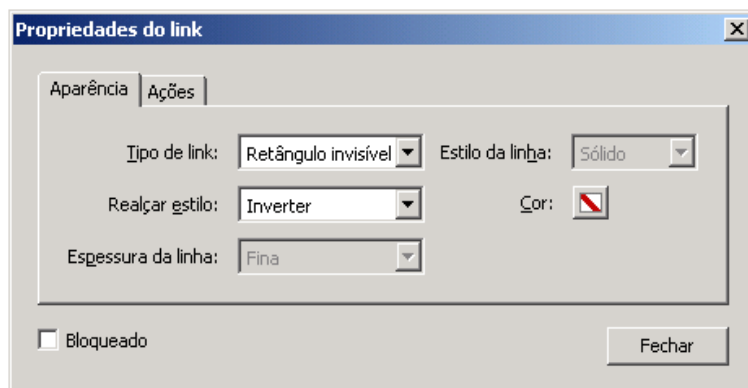 Propriedades do link
Aparência Ações
Tipo de link: Retângulo invisível Estilo da linha: Sólido
Realçar estilo: Inverter Cor:
Espessura da linha: Fina
Bloqueado Fechar